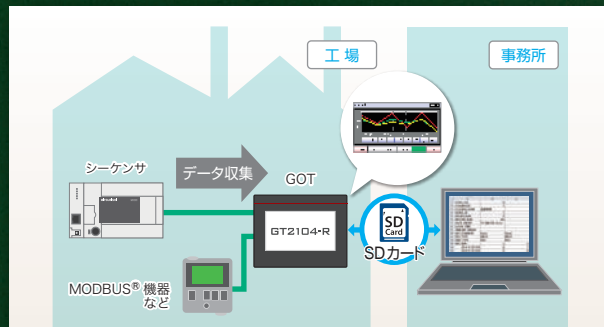 工場
事務所
シーケンサ
データ収集
GOT
GT2104-R
SD
Card
SDカード
MODBUS® 機器
など